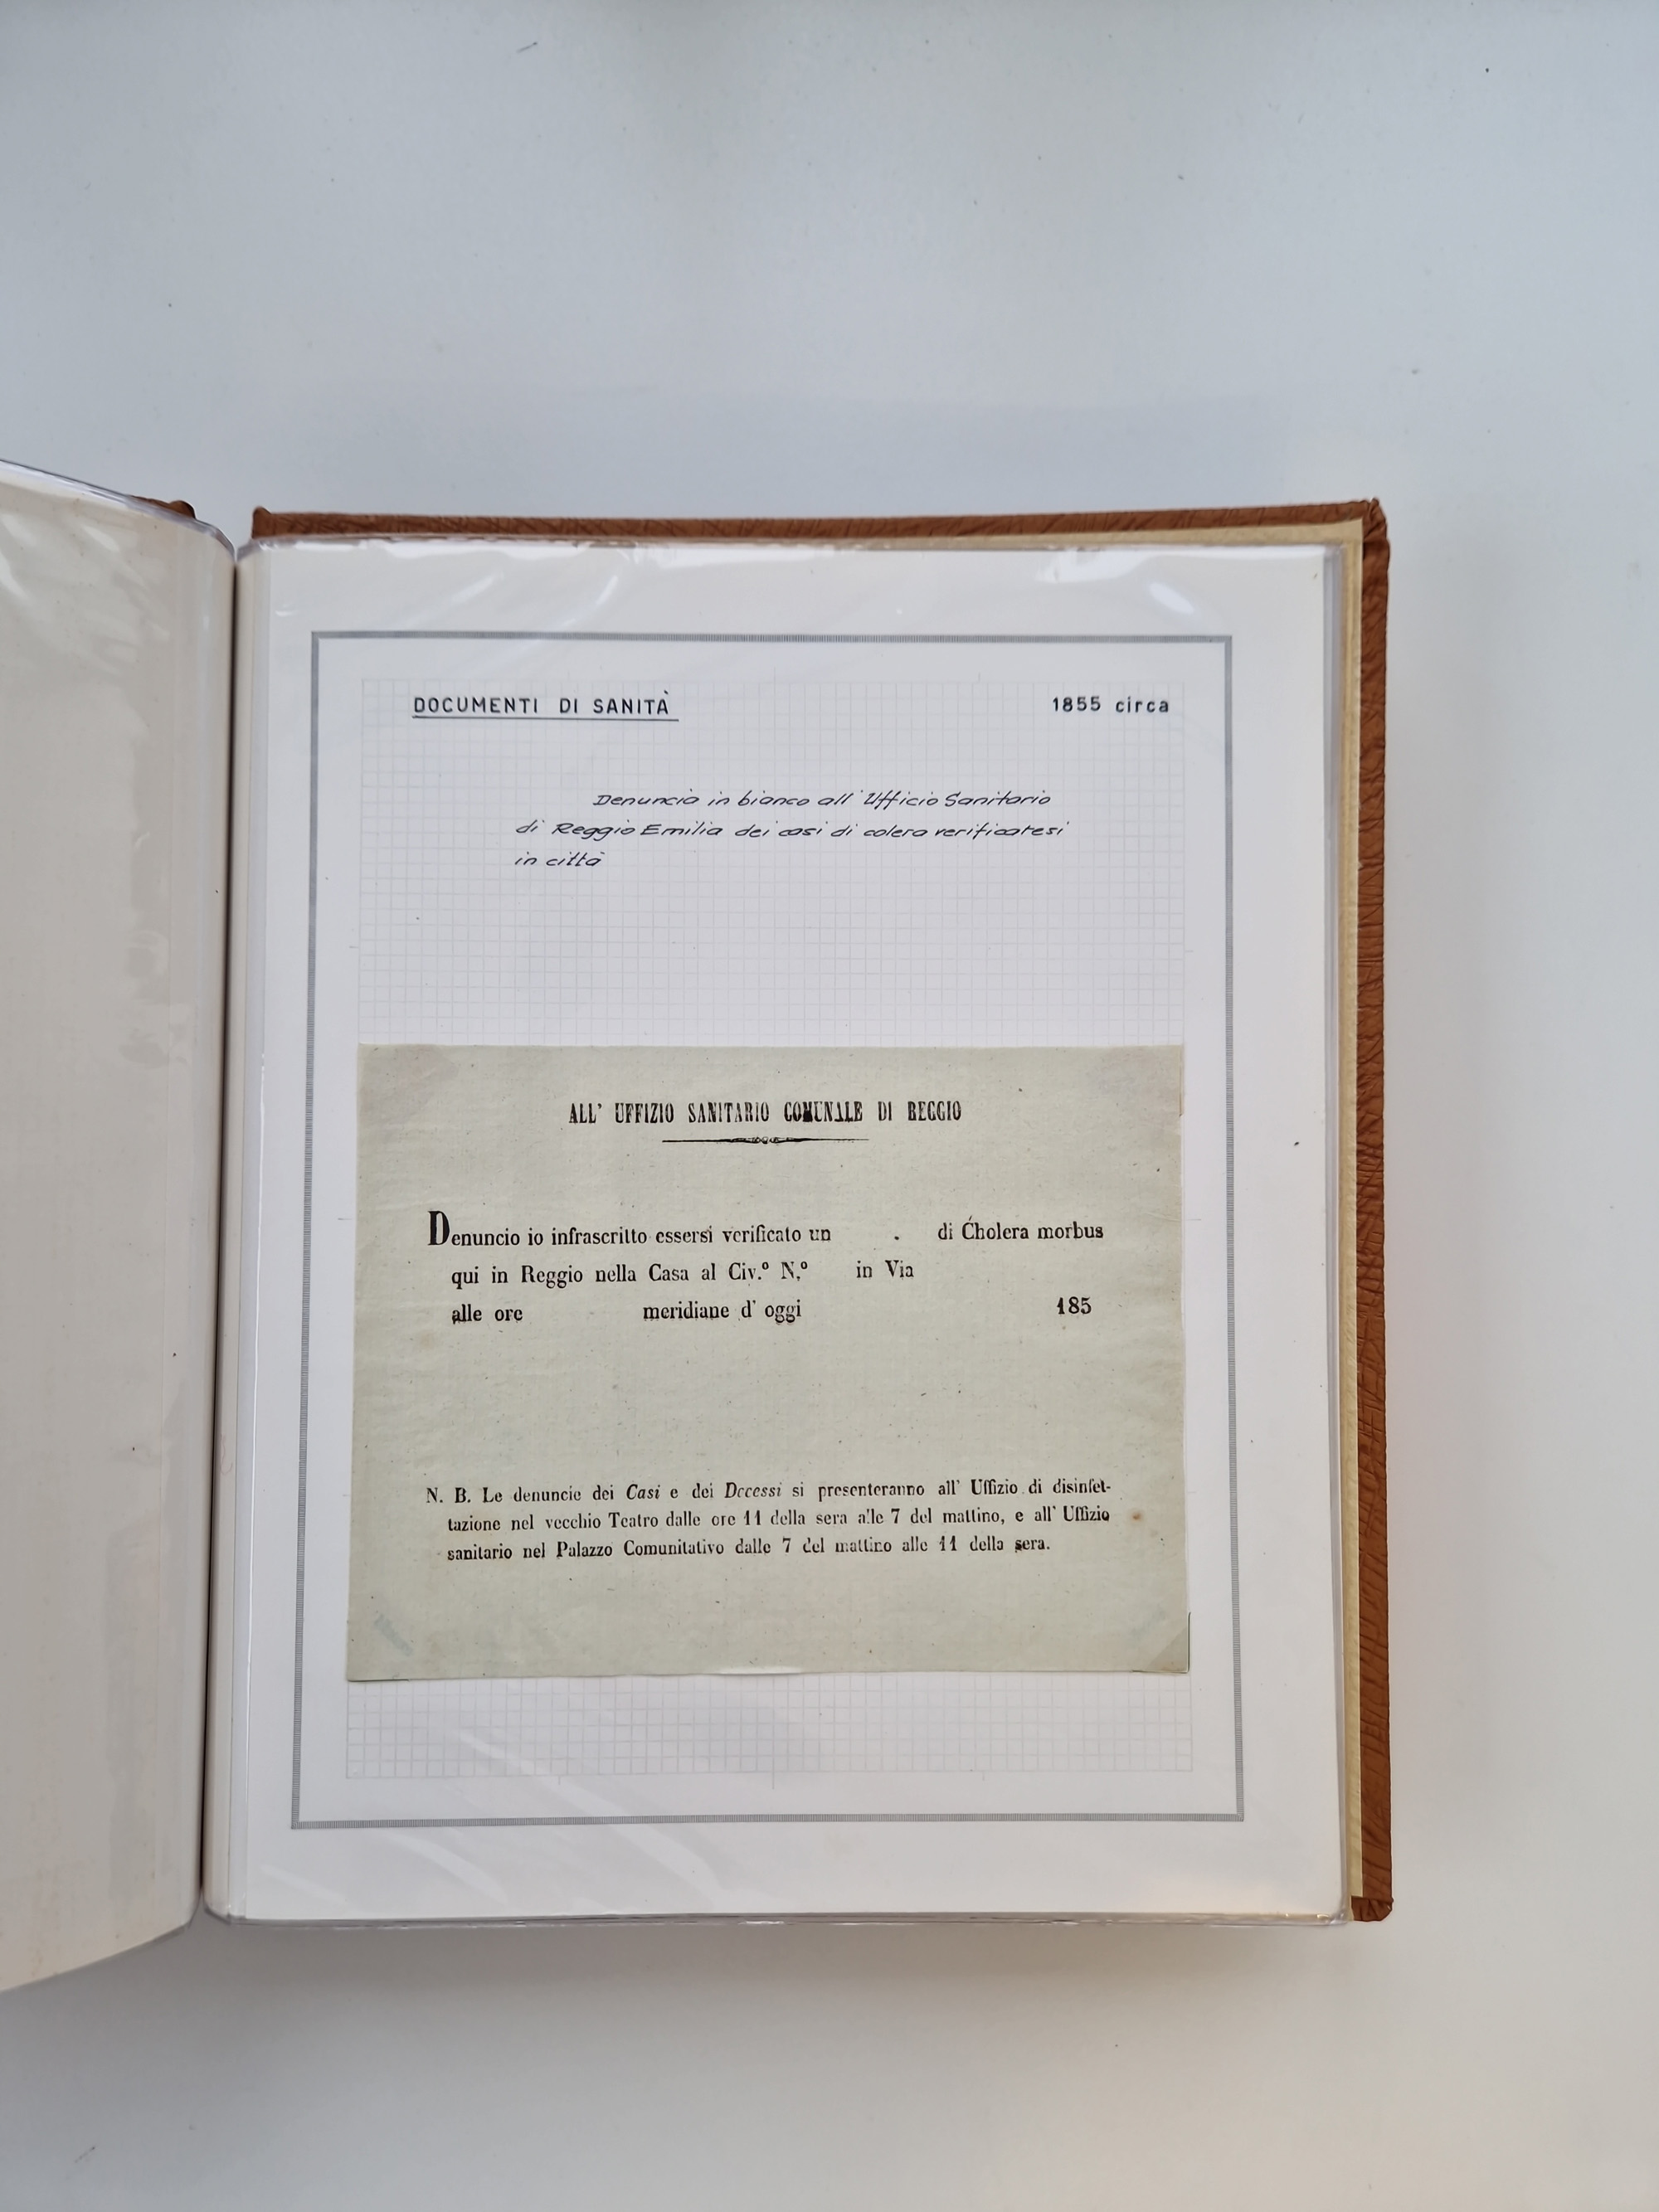 DOCUMENTI DI SANITÀ
1855 circa
Denuncia in bianco all'Ufficio Sanitario
di Reggio Emilia dei casi di colera verificatesi
in città
ALL' UFFIZIO SANITARIO COMUNALE DI REGGIO
Denuncio io infrascritto essersi verificato un . di Cholera morbus
qui in Reggio nella Casa al Civ.º N.º in Via
alle ore meridiane d' oggi 185
N. B. Le denuncie dei Casi e dei Decessi si presenteranno all' Uffizio di disinfet-
tazione nel vecchio Teatro dalle ore 11 della sera alle 7 del mattino, e all' Uffizio
sanitario nel Palazzo Comunitativo dalle 7 del mattino alle 11 della sera.